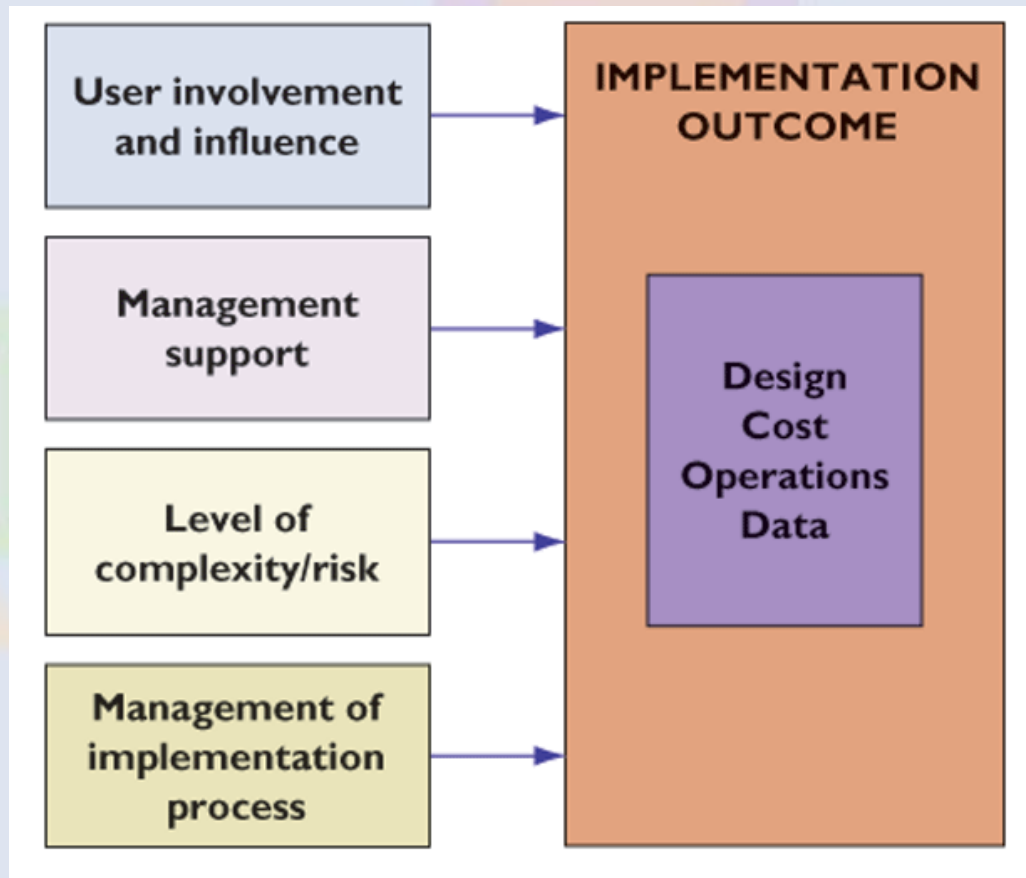 User involvement
and influence
Management
support
Level of
complexity/risk
Management of
implementation
process
IMPLEMENTATION
OUTCOME
Design
Cost
Operations
Data